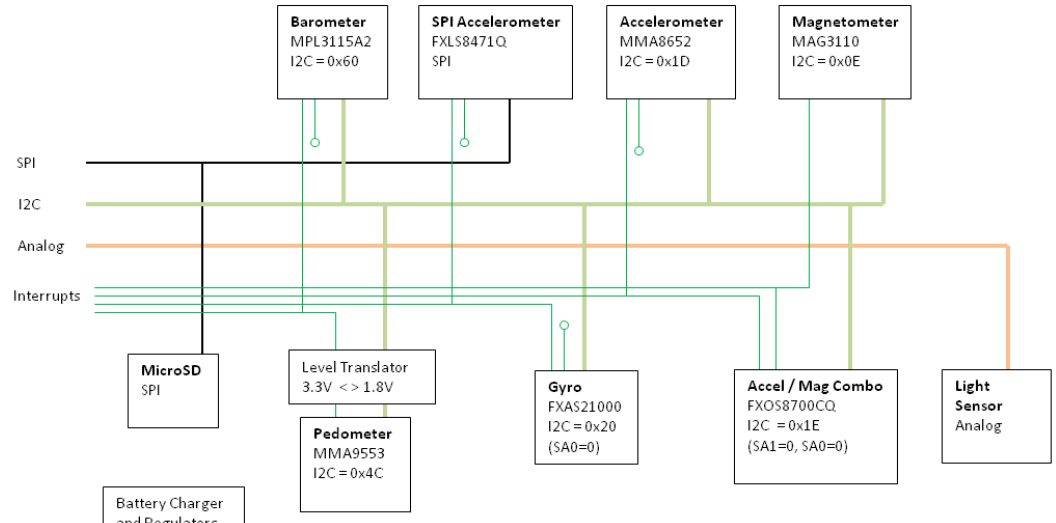 Barometer
MPL3115A2
I2C = 0x60
SPI Accelerometer
FXLS8471Q
SPI
Accelerometer
MMA8652
I2C = 0x1D
Magnetometer
MAG3110
I2C = 0x0E
SPI
I2C
Analog
Interrupts
MicroSD
SPI
Level Translator
3.3V <> 1.8V
Pedometer
MMA9553
I2C = 0x4C
Gyro
FXAS21000
I2C = 0x20
(SA0=0)
Accel / Mag Combo
FXOS8700CQ
I2C = 0x1E
(SA1=0, SA0=0)
Light
Sensor
Analog
Battery Charger
and Regulators